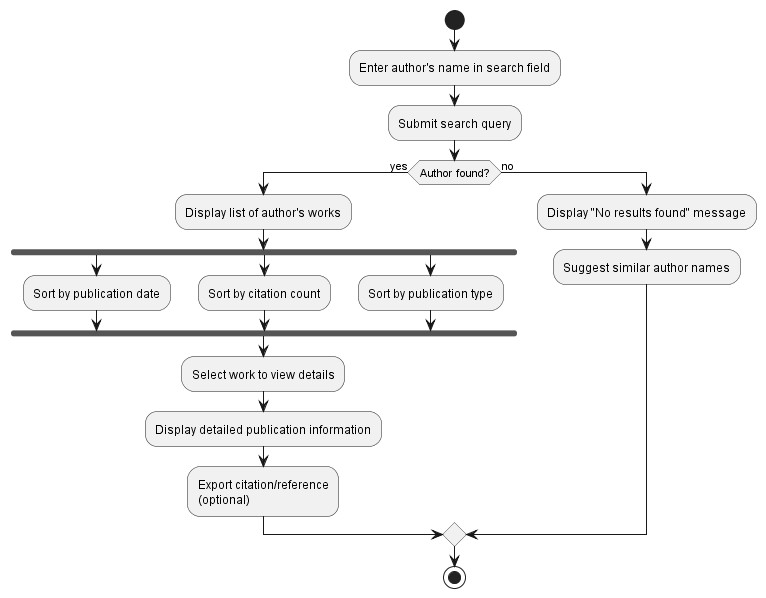 Enter author's name in search field
Submit search query
yes
Author found?
no
Display list of author's works
Display "No results found" message
Suggest similar author names
Sort by publication date
Sort by citation count
Sort by publication type
Select work to view details
Display detailed publication information
Export citation/reference
(optional)